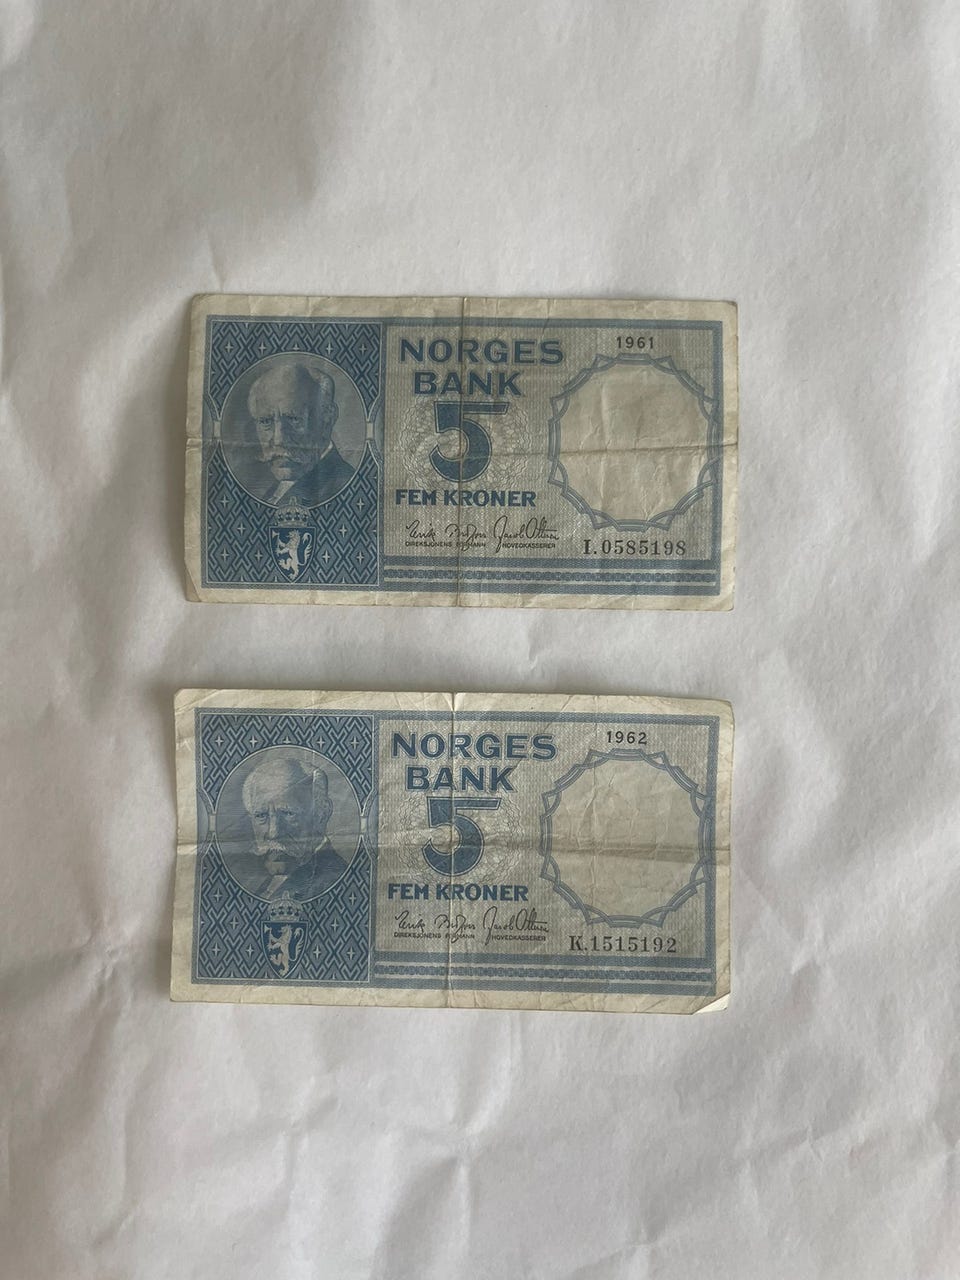 NORGES
BANK
1961
5
FEM KRONER
DIREKSJONENS FORMANN HOVEDKASSERER
I.0585198
NORGES
BANK
1962
5
FEM KRONER
DIREKSJONENS FORMANN HOVEDKASSERER
K.1515192